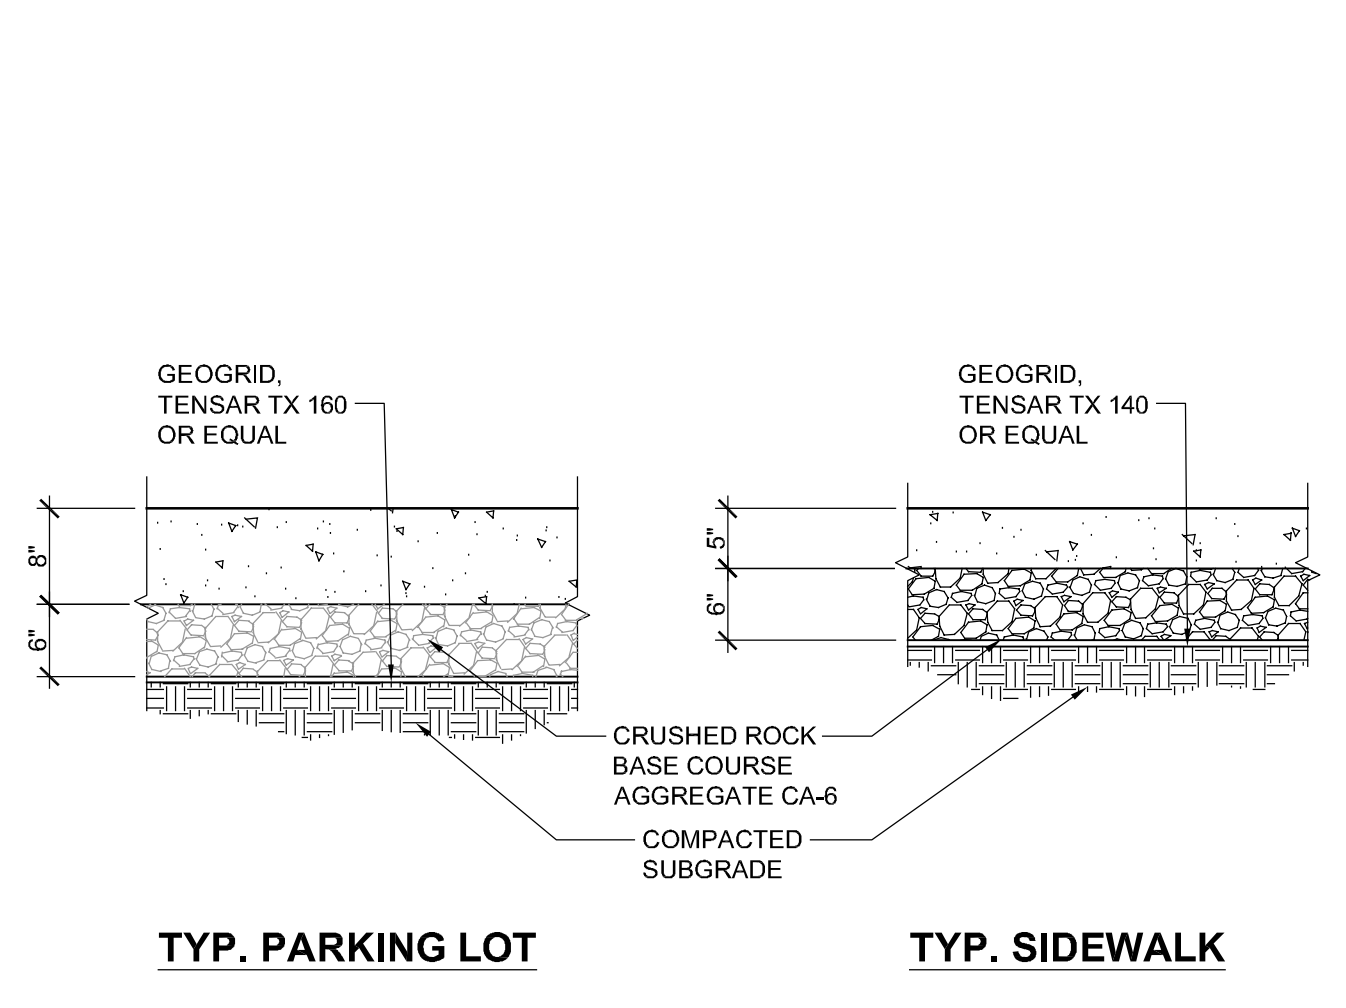 GEOGRID,
TENSAR TX 160
OR EQUAL
GEOGRID,
TENSAR TX 140
OR EQUAL
8"
6"
5"
6"
CRUSHED ROCK
BASE COURSE
AGGREGATE CA-6
COMPACTED
SUBGRADE
TYP. PARKING LOT
TYP. SIDEWALK